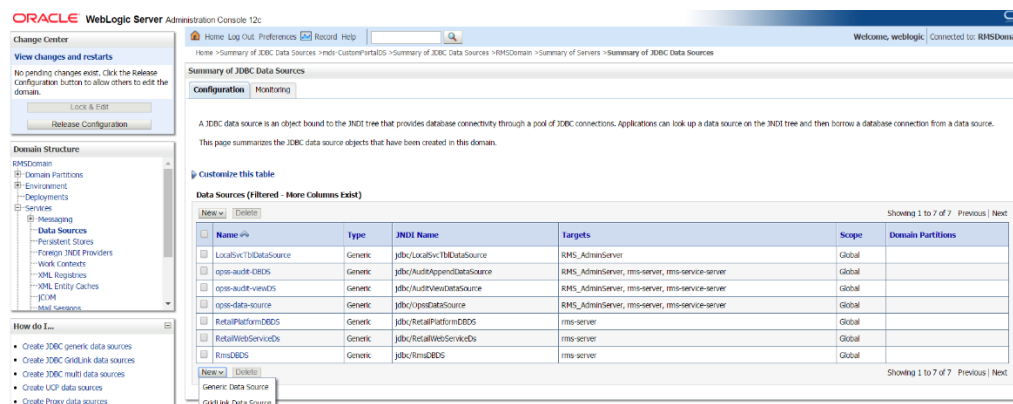 ORACLE WebLogic Server Administration Console 12c
Change Center
View changes and restarts
No pending changes exist. Click the Release
Configuration button to allow others to edit the
domain.
Lock & Edit
Release Configuration
Domain Structure
RMSDomain
Domain Partitions
Environment
Deployments
Services
Messaging
Data Sources
Persistent Stores
Foreign JNDI Providers
Work Contexts
XML Registries
XML Entity Caches
jCOM
Mail Sessions
How do I...
Create JDBC generic data sources
Create JDBC GridLink data sources
Create JDBC multi data sources
Create UCP data sources
Create Proxy data sources
Home Log Out Preferences Record Help
Welcome, weblogic Connected to: RMSDoma
Home >Summary of JDBC Data Sources >mds-CustomPortalDS >Summary of JDBC Data Sources >RMSDomain >Summary of Servers >Summary of JDBC Data Sources
Summary of JDBC Data Sources
Configuration Monitoring
A JDBC data source is an object bound to the JNDI tree that provides database connectivity through a pool of JDBC connections. Applications can look up a data source on the JNDI tree and then borrow a database connection from a data source.
This page summarizes the JDBC data source objects that have been created in this domain.
Customize this table
Data Sources (Filtered - More Columns Exist)
New Delete Showing 1 to 7 of 7 Previous | Next
Name Type JNDI Name Targets Scope Domain Partitions
LocalSvcTblDataSource Generic jdbc/LocalSvcTblDataSource RMS_AdminServer Global
opss-audit-DBDS Generic jdbc/AuditAppendDataSource RMS_AdminServer, rms-server, rms-service-server Global
opss-audit-viewDS Generic jdbc/AuditViewDataSource RMS_AdminServer, rms-server, rms-service-server Global
opss-data-source Generic jdbc/OpssDataSource RMS_AdminServer, rms-server, rms-service-server Global
RetailPlatformDBDS Generic jdbc/RetailPlatformDBDS rms-server Global
RetailWebServiceDs Generic jdbc/RetailWebServiceDs rms-server Global
RmsDBDS Generic jdbc/RmsDBDS rms-server Global
New Delete Showing 1 to 7 of 7 Previous | Next
Generic Data Source
GridLink Data Source